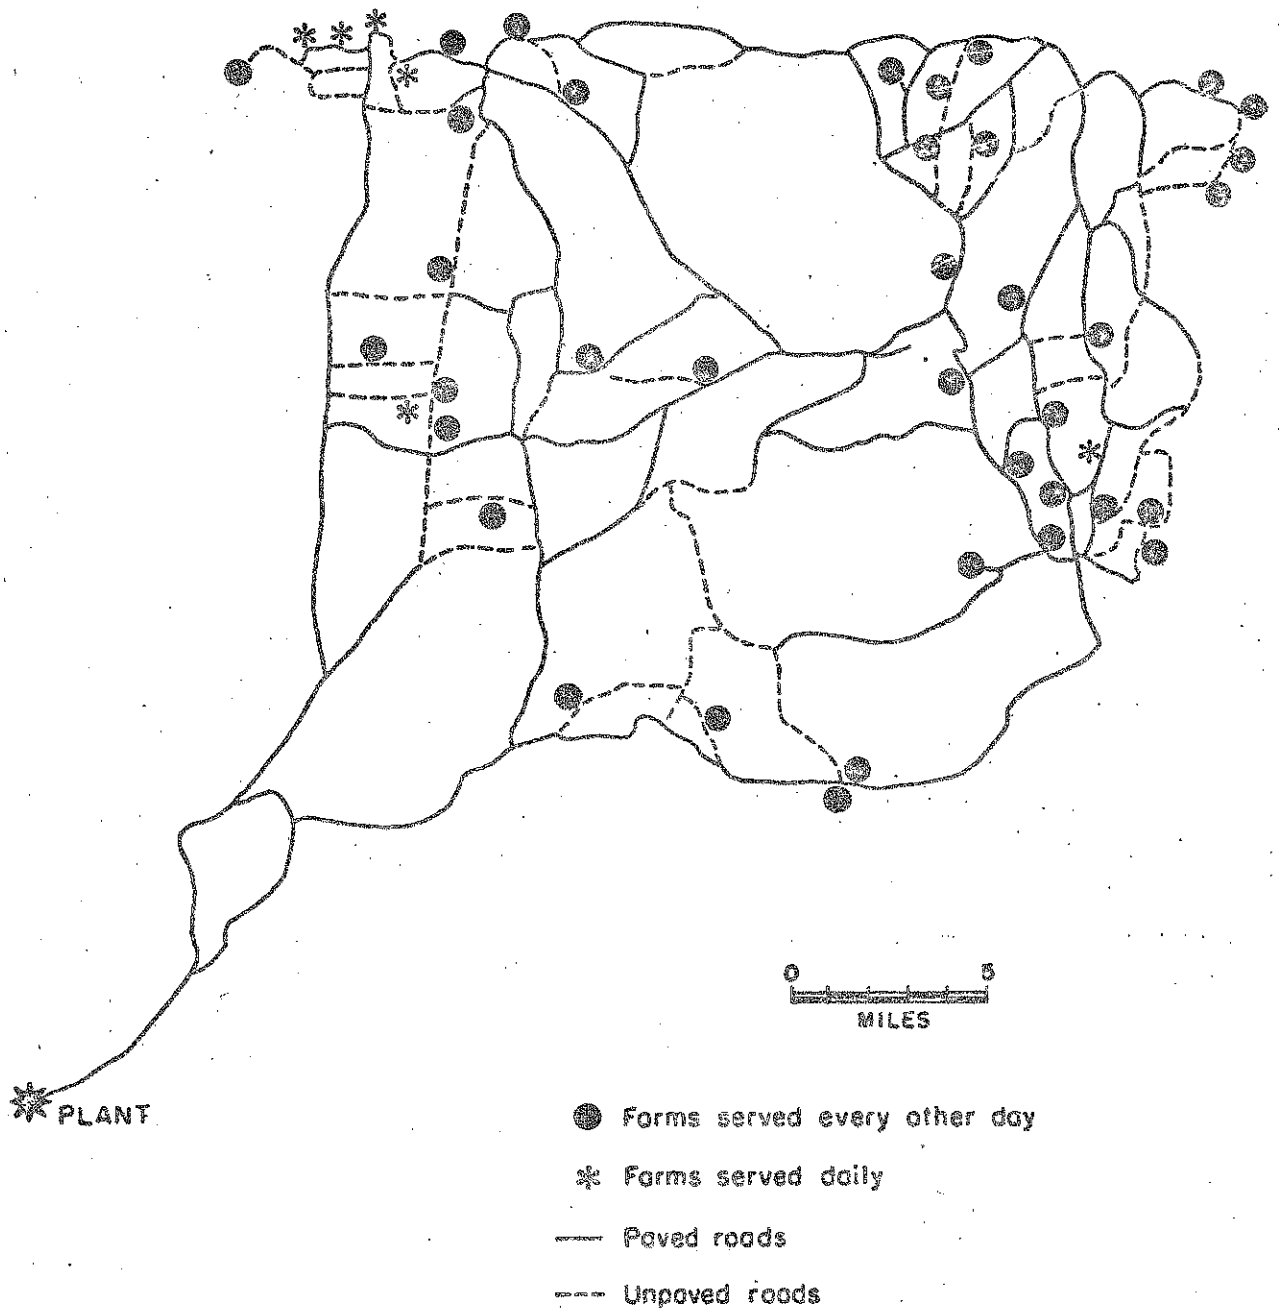 0 5
MILES
PLANT
Farms served every other day
Farms served daily
Paved roads
Unpaved roads